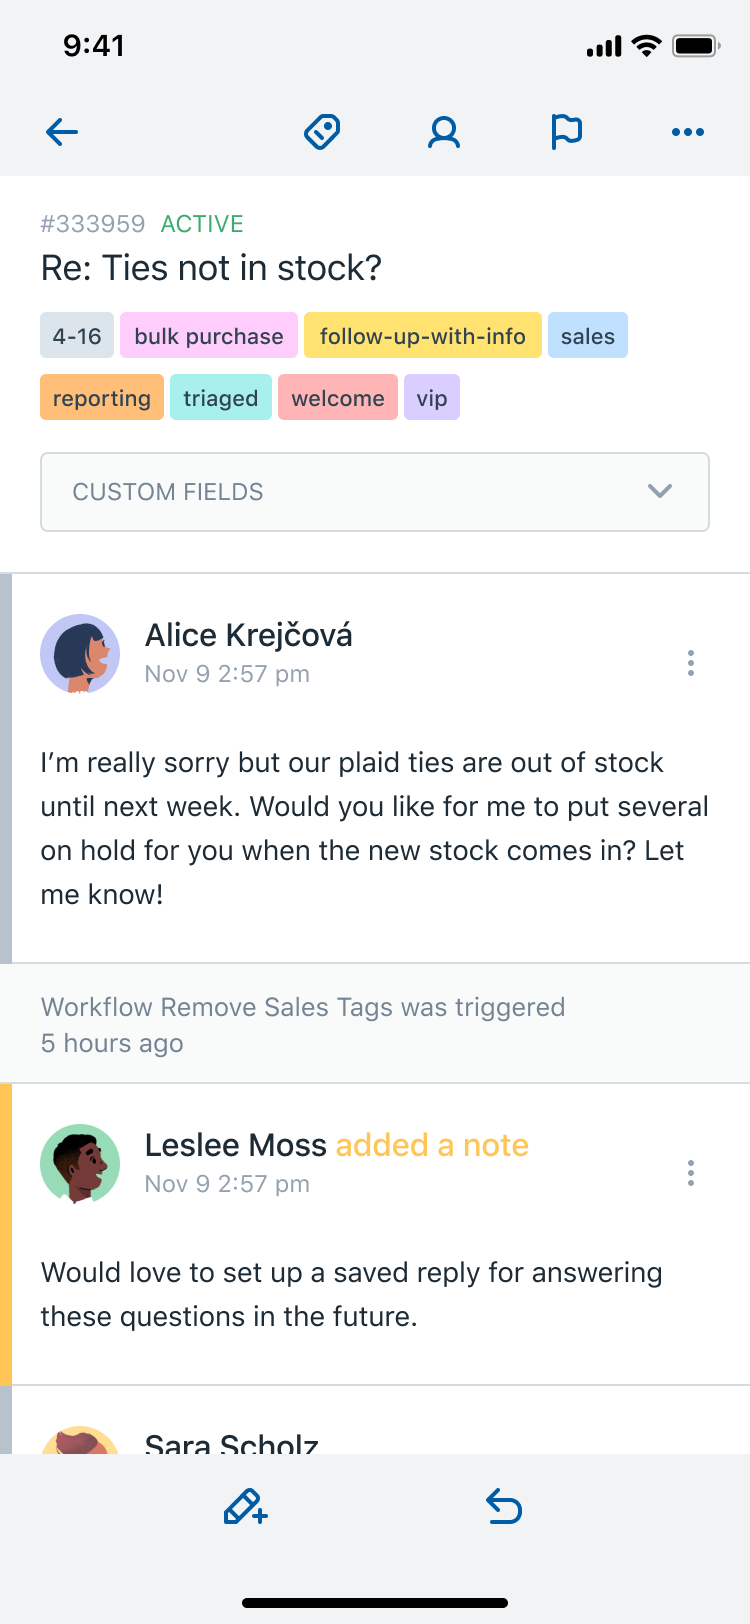 9:41
#333959 ACTIVE
Re: Ties not in stock?
4-16 bulk purchase follow-up-with-info sales
reporting triaged welcome vip
CUSTOM FIELDS
Alice Krejčová
Nov 9 2:57 pm
I’m really sorry but our plaid ties are out of stock
until next week. Would you like for me to put several
on hold for you when the new stock comes in? Let
me know!
Workflow Remove Sales Tags was triggered
5 hours ago
Leslee Moss added a note
Nov 9 2:57 pm
Would love to set up a saved reply for answering
these questions in the future.
Sara Scholz